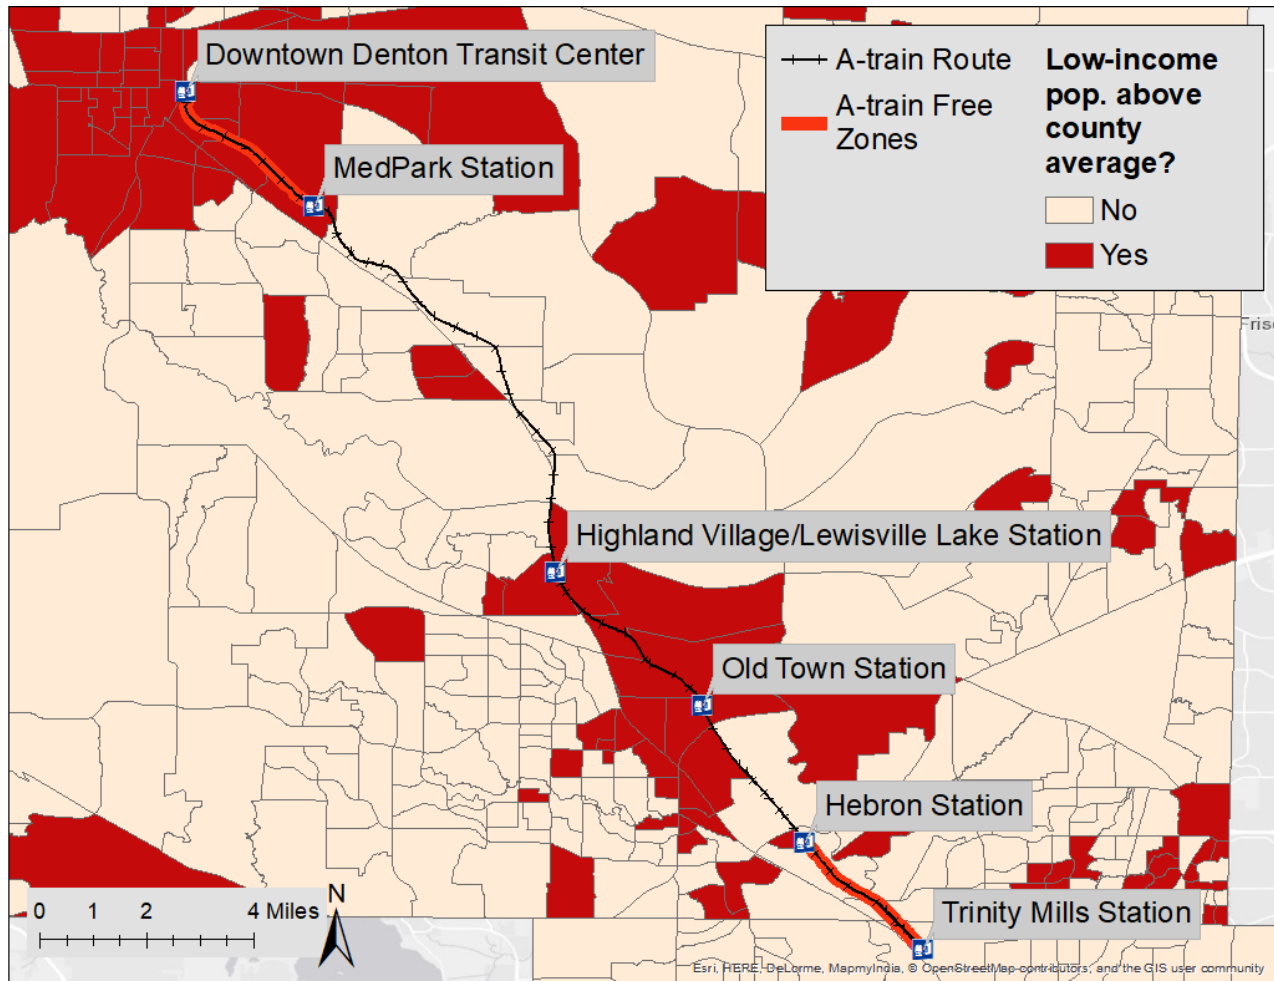 Downtown Denton Transit Center
MedPark Station
A-train Route
A-train Free
Zones
Low-income
pop. above
county
average?
No
Yes
Frisc
Highland Village/Lewisville Lake Station
Old Town Station
Hebron Station
Trinity Mills Station
N
0 1 2 4 Miles
Esri, HERE, DeLorme, MapmyIndia, © OpenStreetMap contributors, and the GIS user community